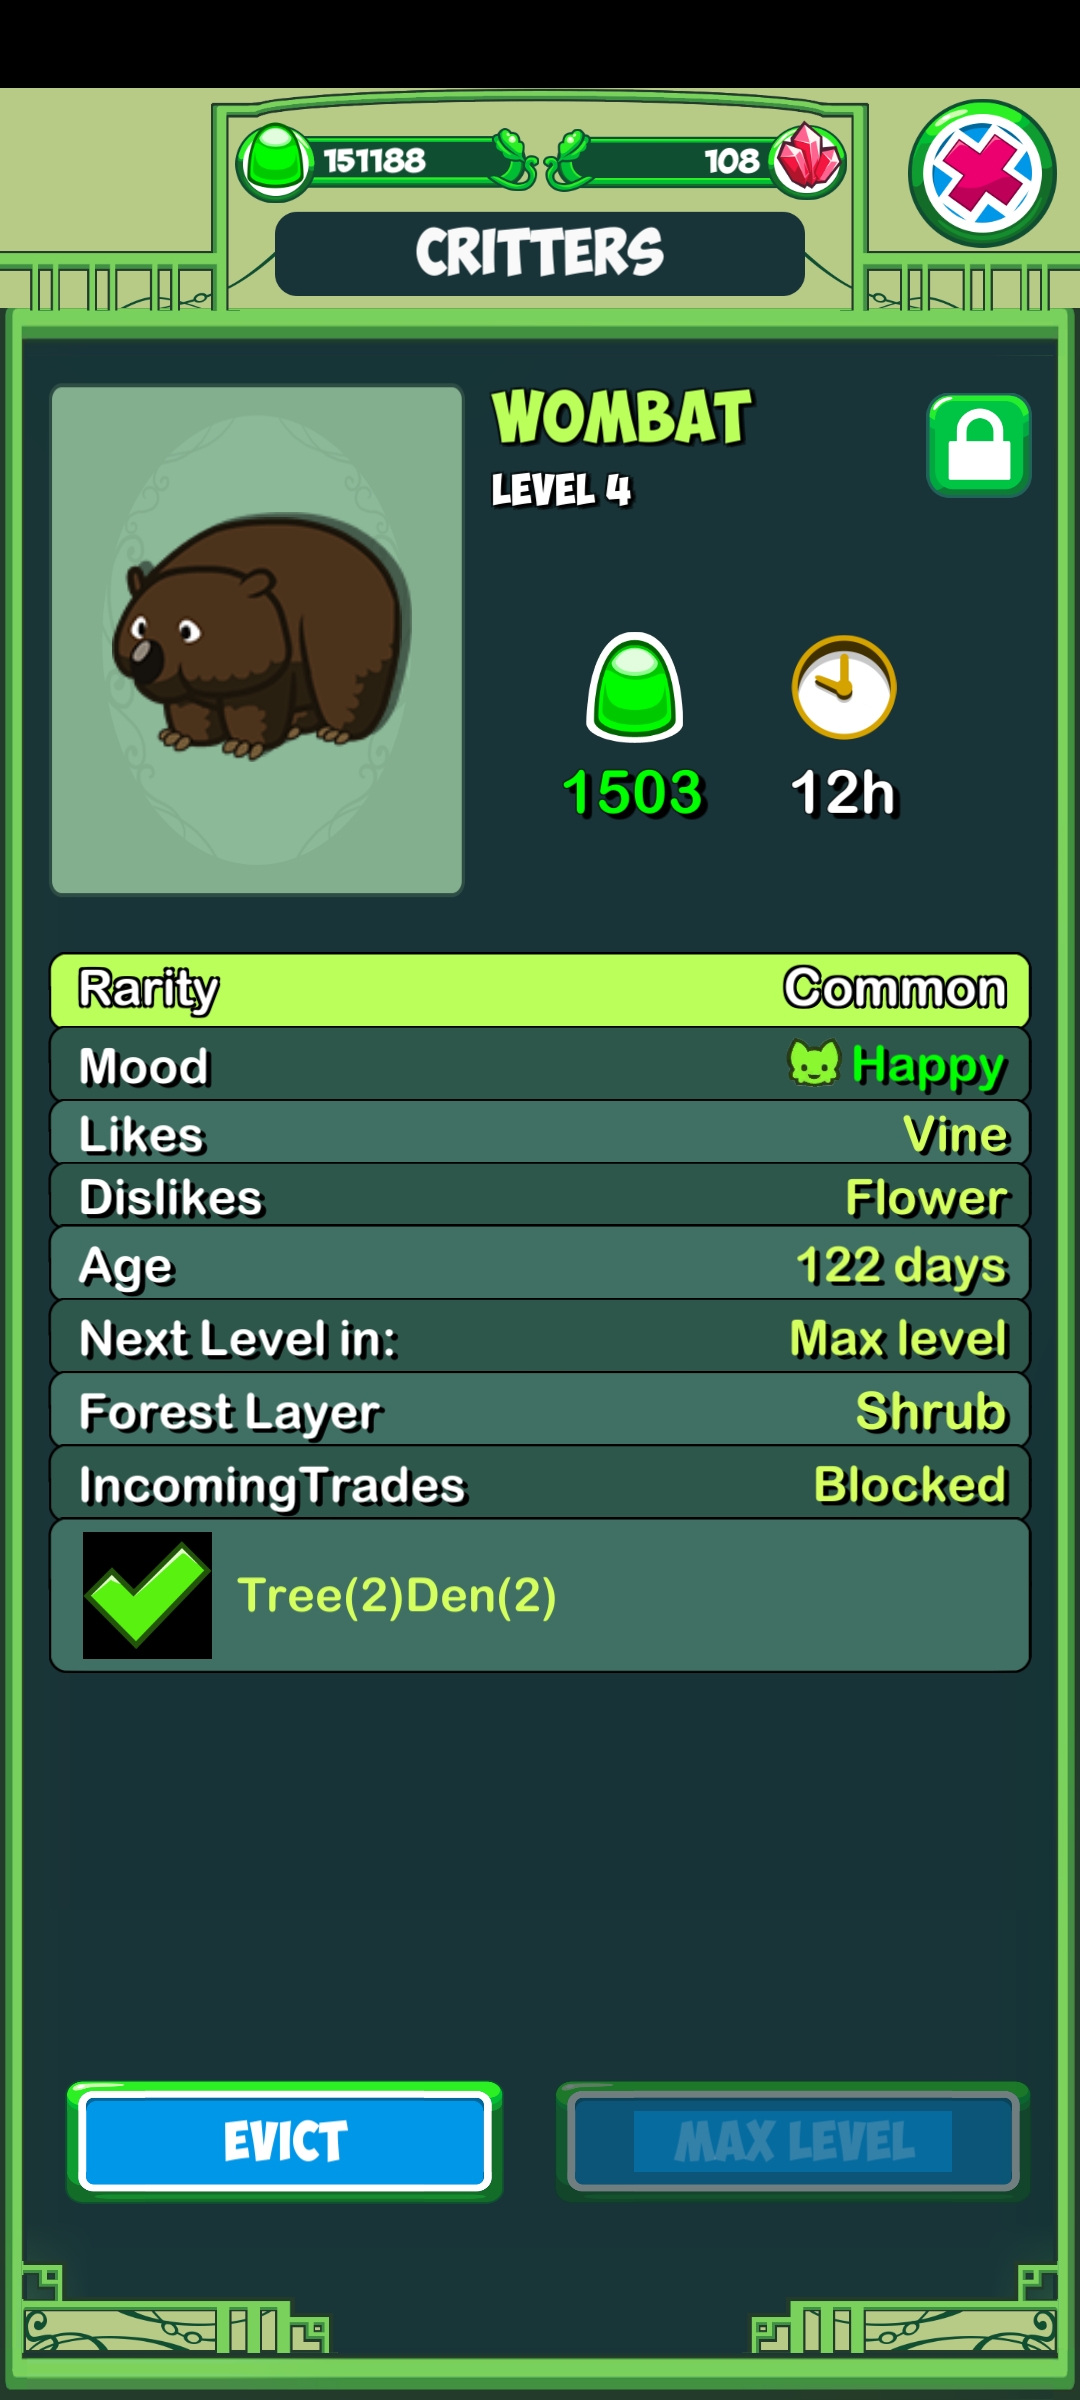 151188 108
CRITTERS
WOMBAT
LEVEL 4
1503 12h
Rarity Common
Mood Happy
Likes Vine
Dislikes Flower
Age 122 days
Next Level in: Max level
Forest Layer Shrub
IncomingTrades Blocked
Tree(2)Den(2)
EVICT MAX LEVEL